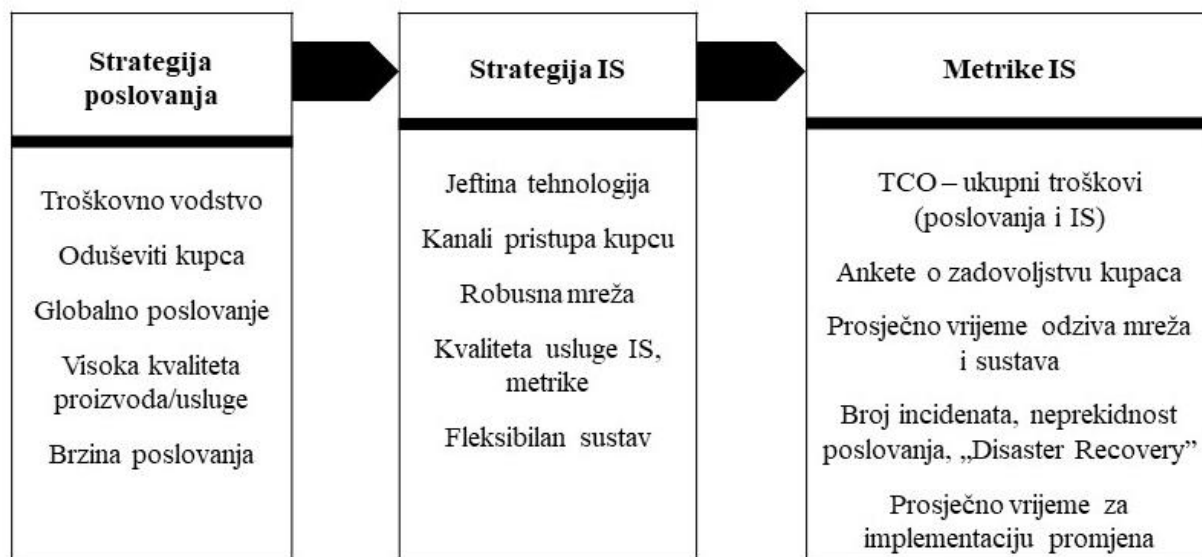 Strategija
poslovanja
Troškovno vodstvo
Oduševiti kupca
Globalno poslovanje
Visoka kvaliteta
proizvoda/usluge
Brzina poslovanja
Strategija IS
Jeftina tehnologija
Kanali pristupa kupcu
Robusna mreža
Kvaliteta usluge IS,
metrike
Fleksibilan sustav
Metrike IS
TCO – ukupni troškovi
(poslovanja i IS)
Ankete o zadovoljstvu kupaca
Prosječno vrijeme odziva mreža
i sustava
Broj incidenata, neprekidnost
poslovanja, „Disaster Recovery”
Prosječno vrijeme za
implementaciju promjena